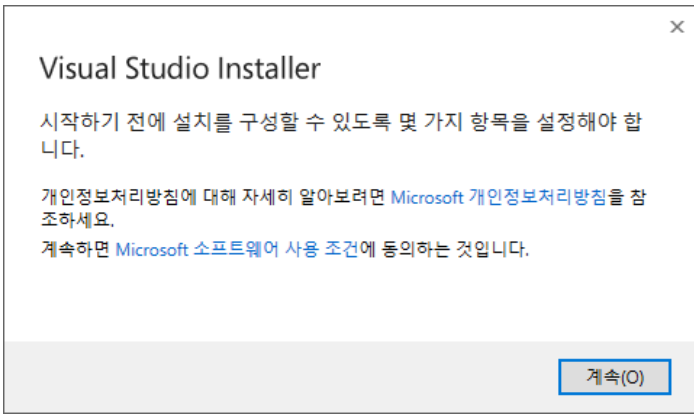 Visual Studio Installer
시작하기 전에 설치를 구성할 수 있도록 몇 가지 항목을 설정해야 합
니다.
개인정보처리방침에 대해 자세히 알아보려면 Microsoft 개인정보처리방침을 참
조하세요.
계속하면 Microsoft 소프트웨어 사용 조건에 동의하는 것입니다.
계속(O)